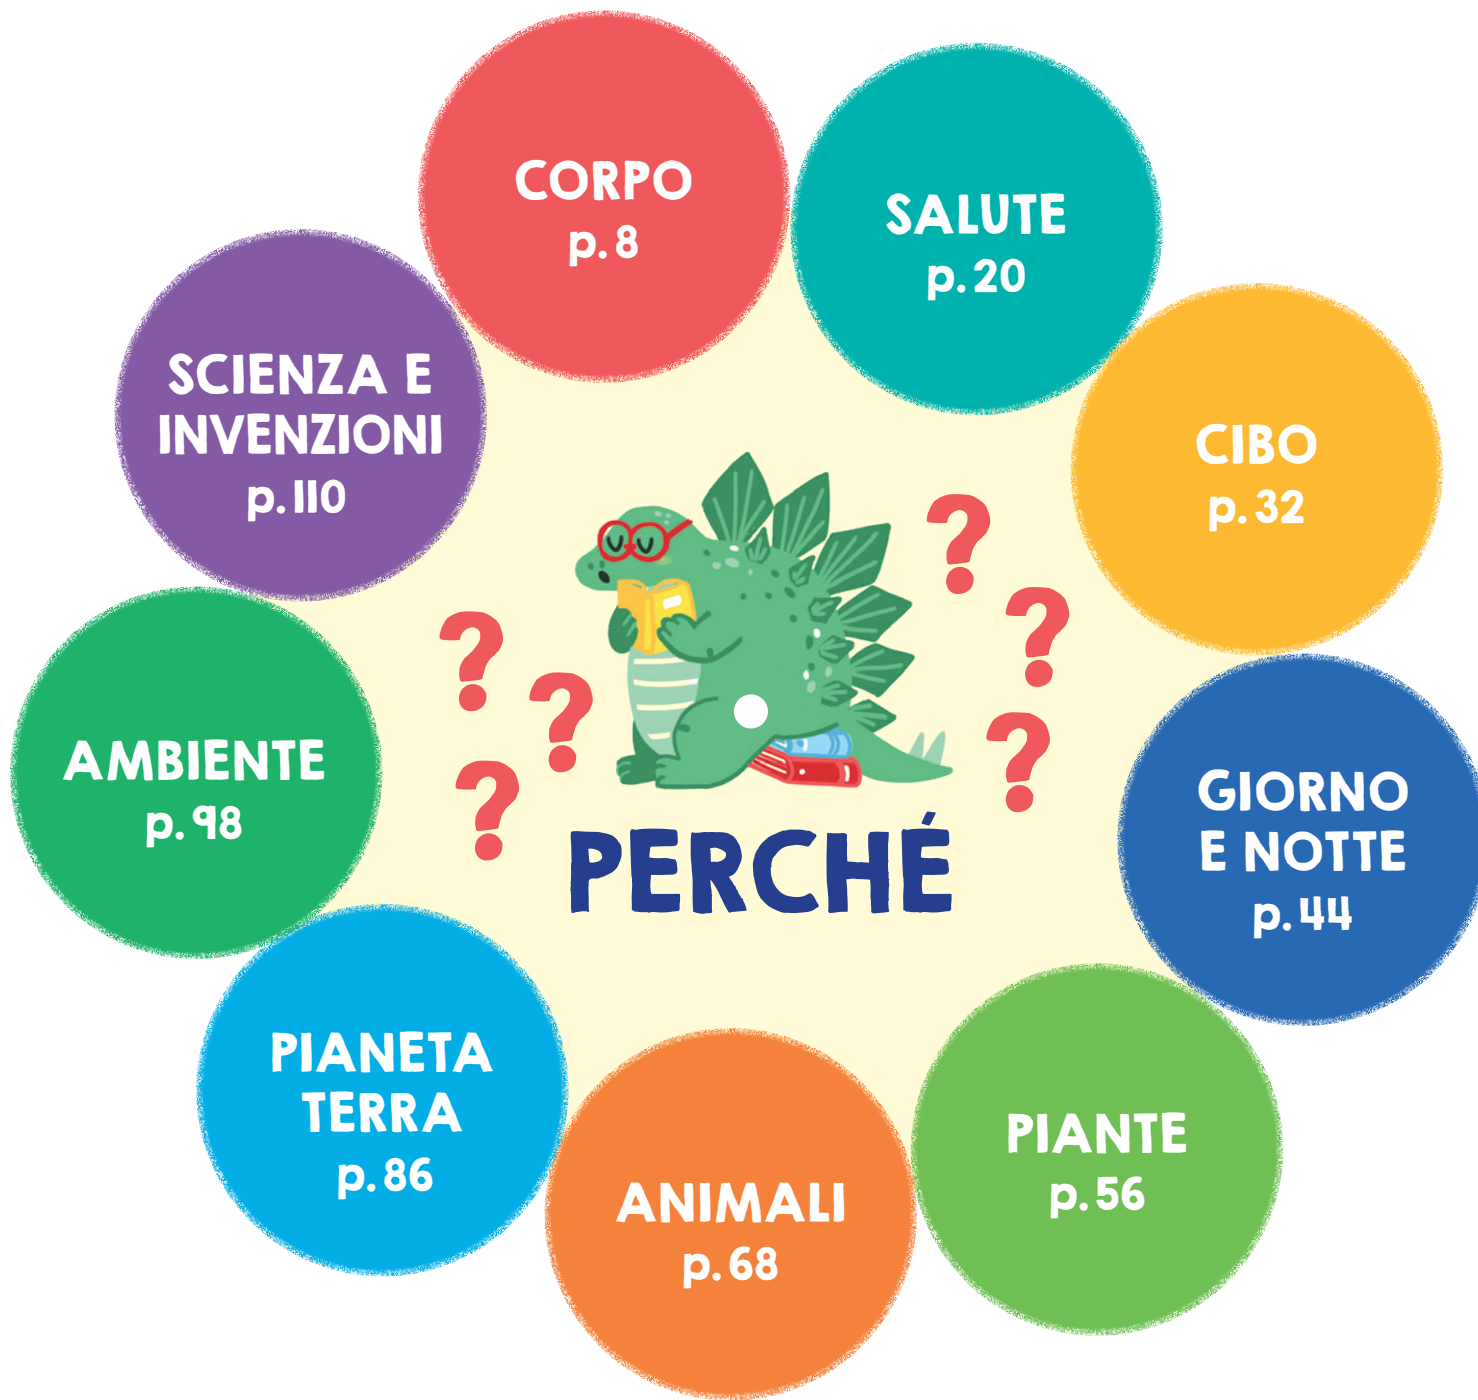 CORPO
p. 8
SALUTE
p. 20
CIBO
p. 32
GIORNO
E NOTTE
p. 44
PIANTE
p. 56
ANIMALI
p. 68
PIANETA
TERRA
p. 86
AMBIENTE
p. 98
SCIENZA E
INVENZIONI
p. 110
? ? ? ? ? ?
PERCHÉ